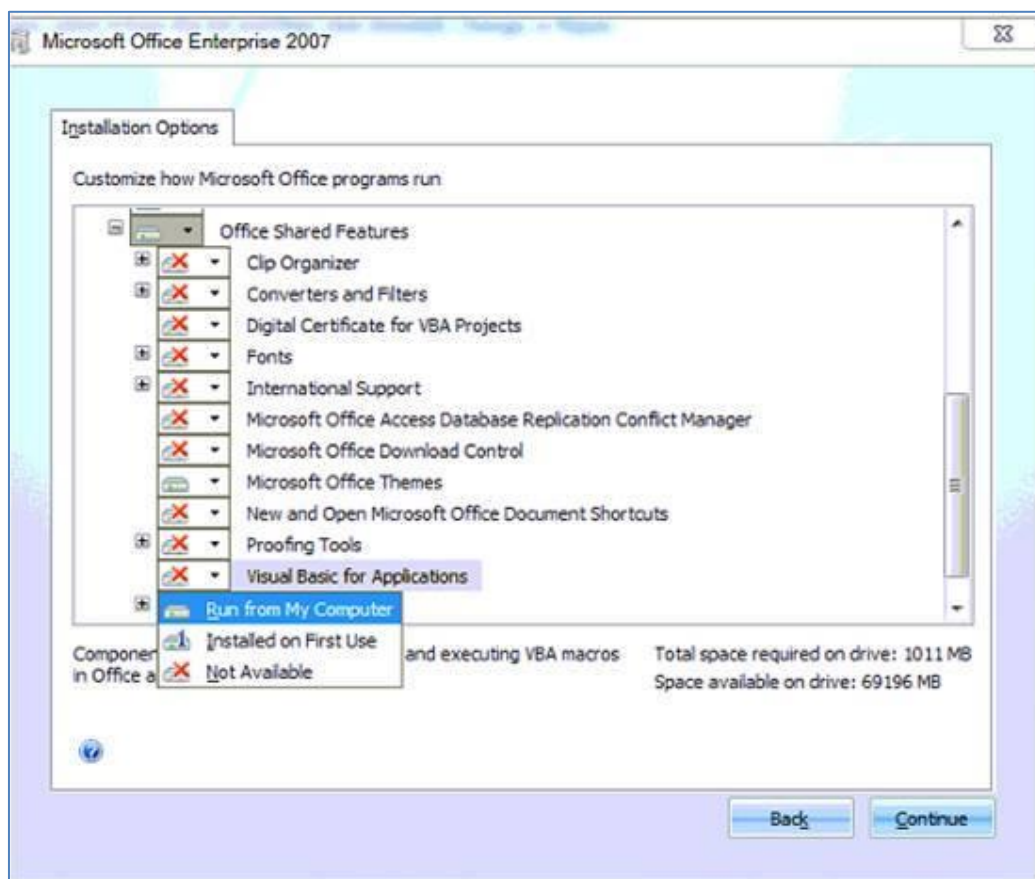 Microsoft Office Enterprise 2007
Installation Options
Customize how Microsoft Office programs run
Office Shared Features
Clip Organizer
Converters and Filters
Digital Certificate for VBA Projects
Fonts
International Support
Microsoft Office Access Database Replication Conflict Manager
Microsoft Office Download Control
Microsoft Office Themes
New and Open Microsoft Office Document Shortcuts
Proofing Tools
Visual Basic for Applications
Run from My Computer
Installed on First Use
Not Available
Componen and executing VBA macros
in Office a
Total space required on drive: 1011 MB
Space available on drive: 69196 MB
Back
Continue